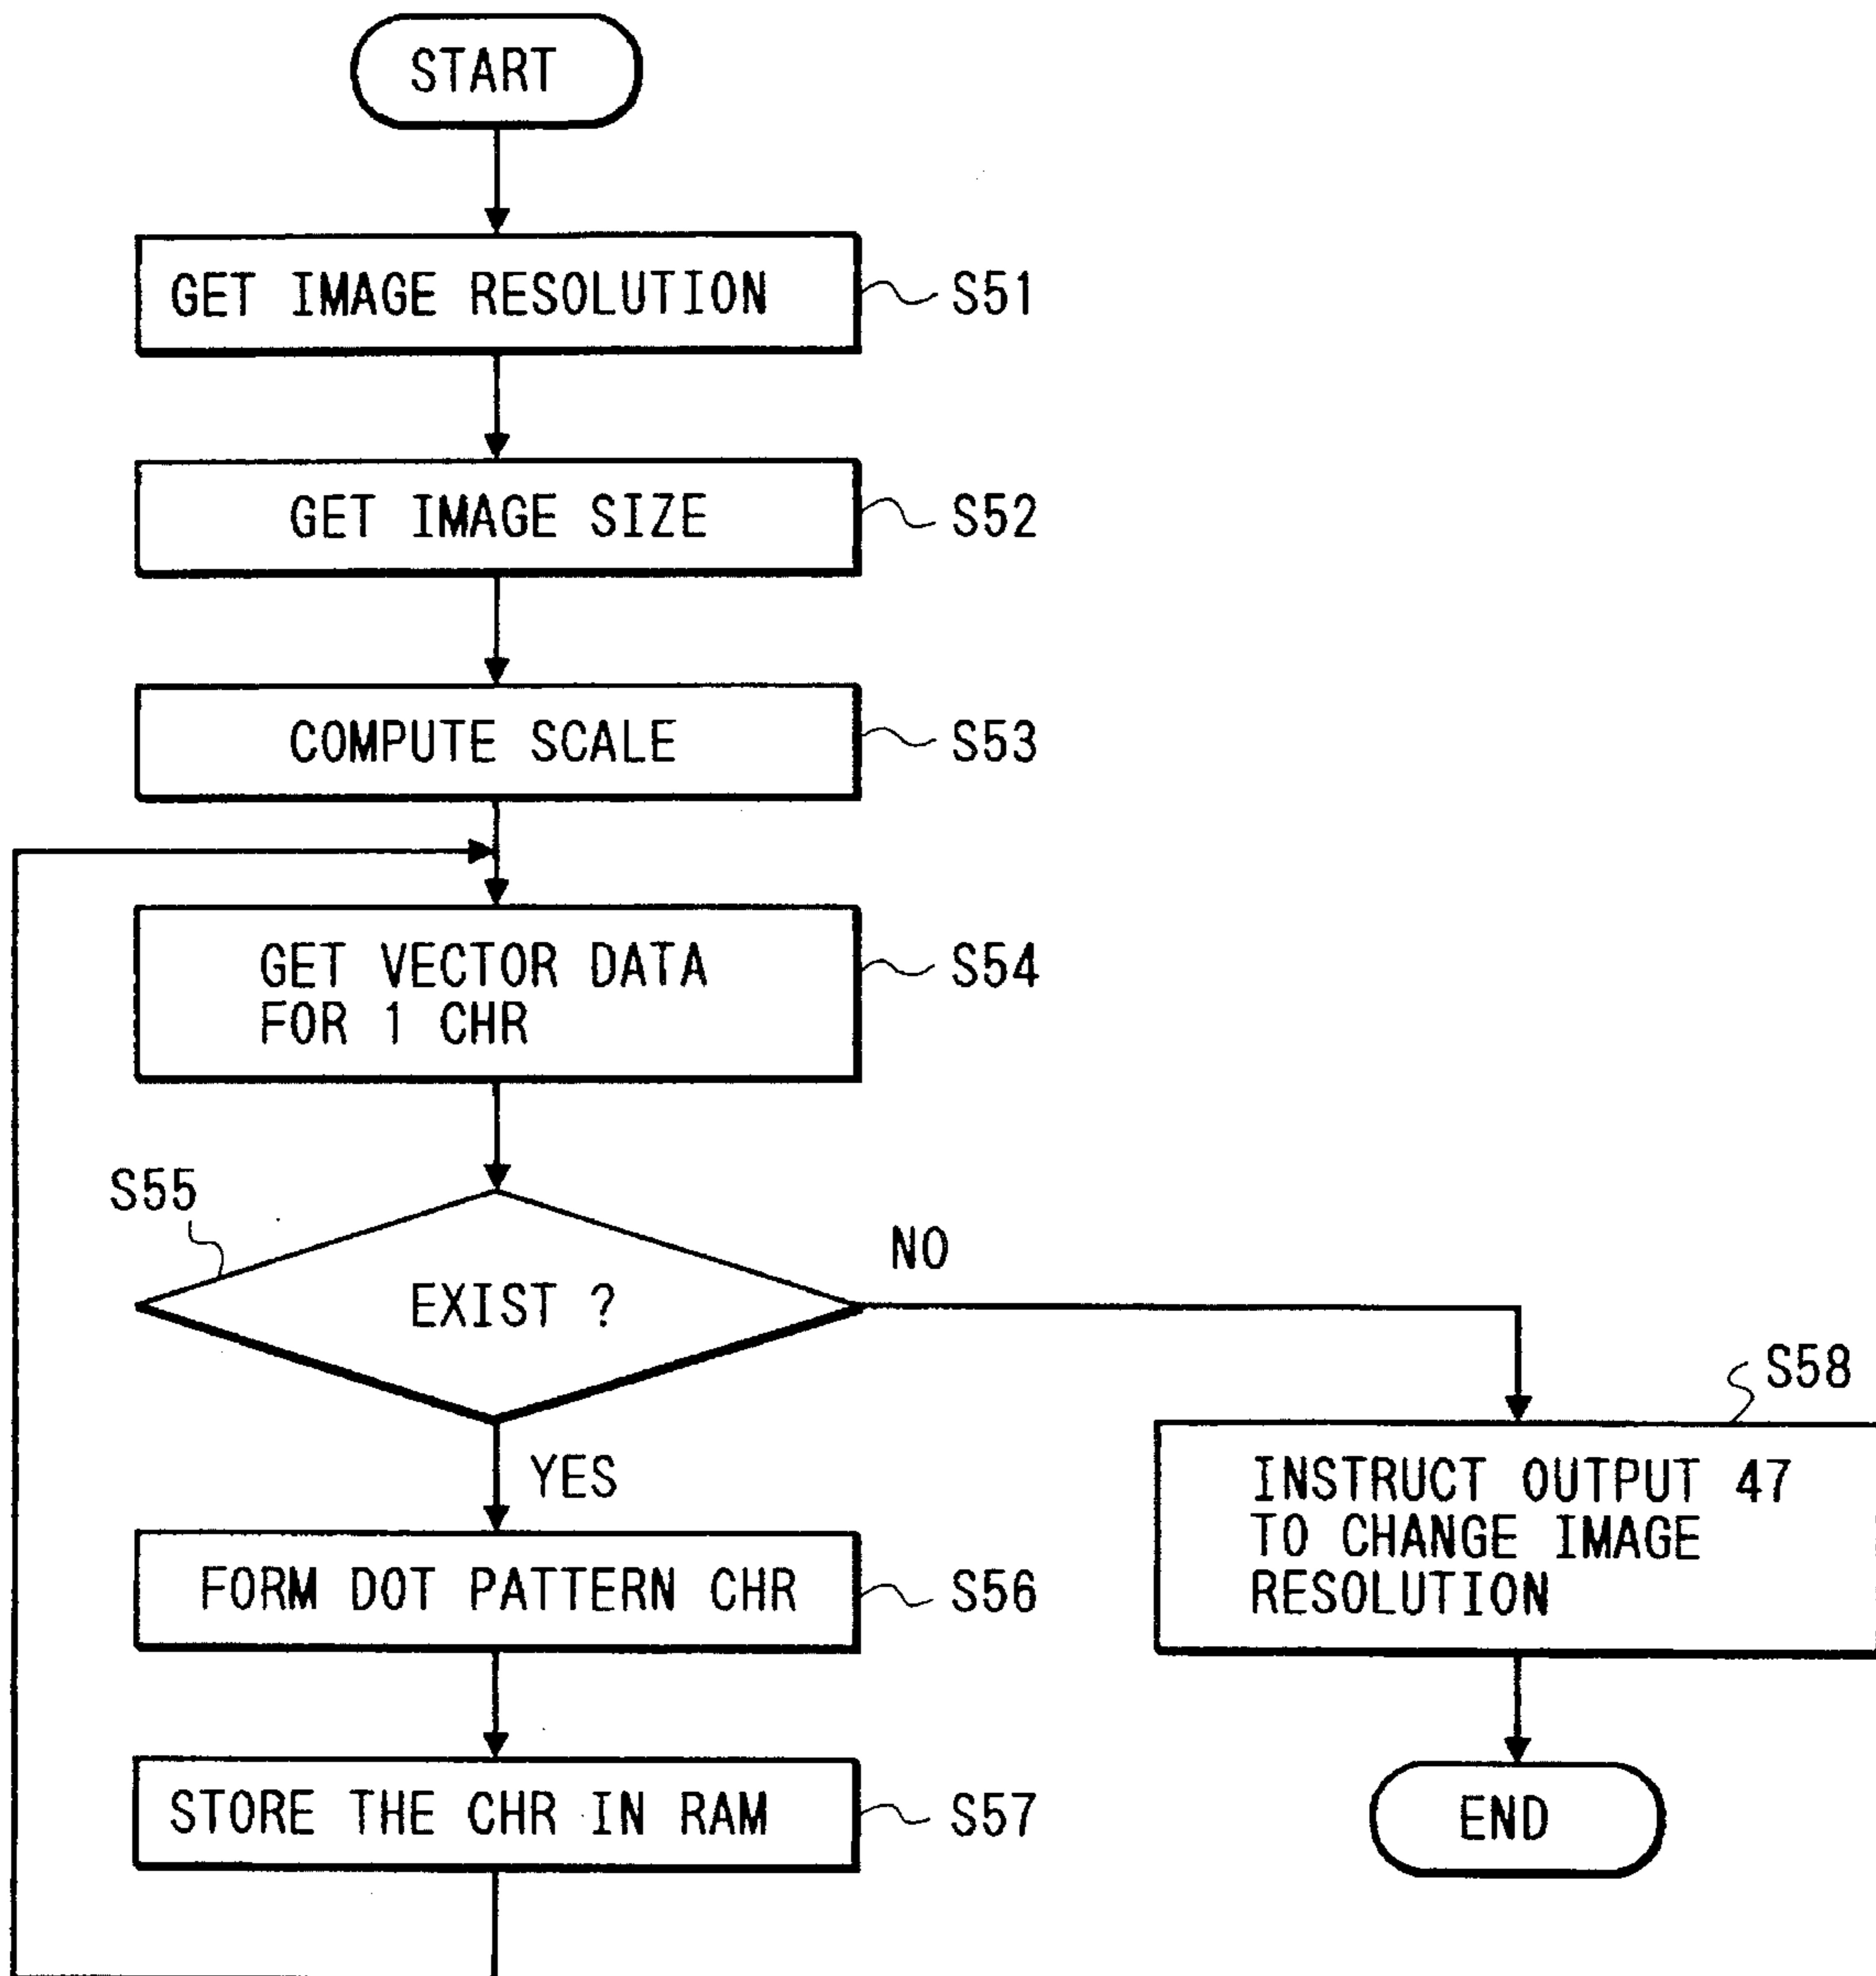 START
GET IMAGE RESOLUTION
S51
GET IMAGE SIZE
S52
COMPUTE SCALE
S53
GET VECTOR DATA
FOR 1 CHR
S54
S55
EXIST ?
NO
YES
FORM DOT PATTERN CHR
S56
STORE THE CHR IN RAM
S57
S58
INSTRUCT OUTPUT 47
TO CHANGE IMAGE
RESOLUTION
END